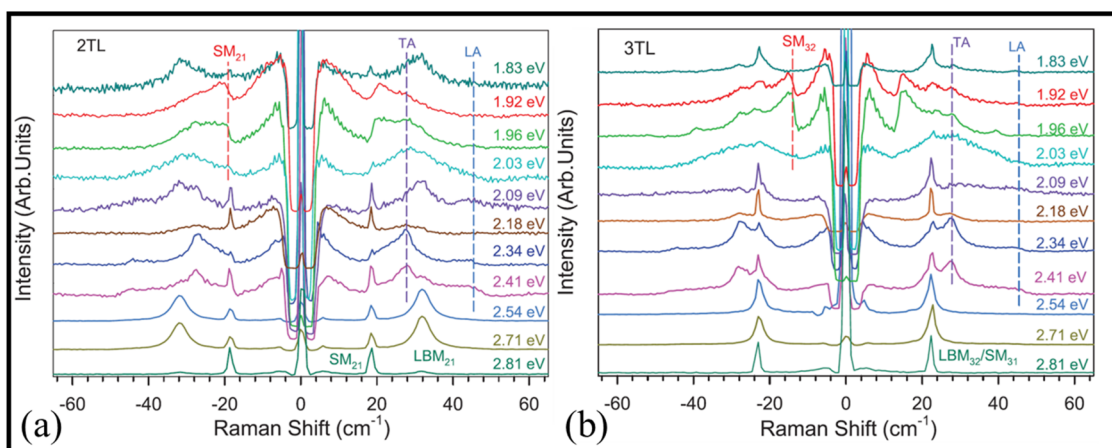 2TL
SM21
TA
LA
1.83 eV
1.92 eV
1.96 eV
2.03 eV
2.09 eV
2.18 eV
2.34 eV
2.41 eV
2.54 eV
2.71 eV
SM21
LBM21
2.81 eV
Intensity (Arb.Units)
-60
-40
-20
0
20
40
60
Raman Shift (cm-1)
(a)
3TL
SM32
TA
LA
1.83 eV
1.92 eV
1.96 eV
2.03 eV
2.09 eV
2.18 eV
2.34 eV
2.41 eV
2.54 eV
2.71 eV
LBM32/SM31
2.81 eV
Intensity (Arb.Units)
-60
-40
-20
0
20
40
60
Raman Shift (cm-1)
(b)